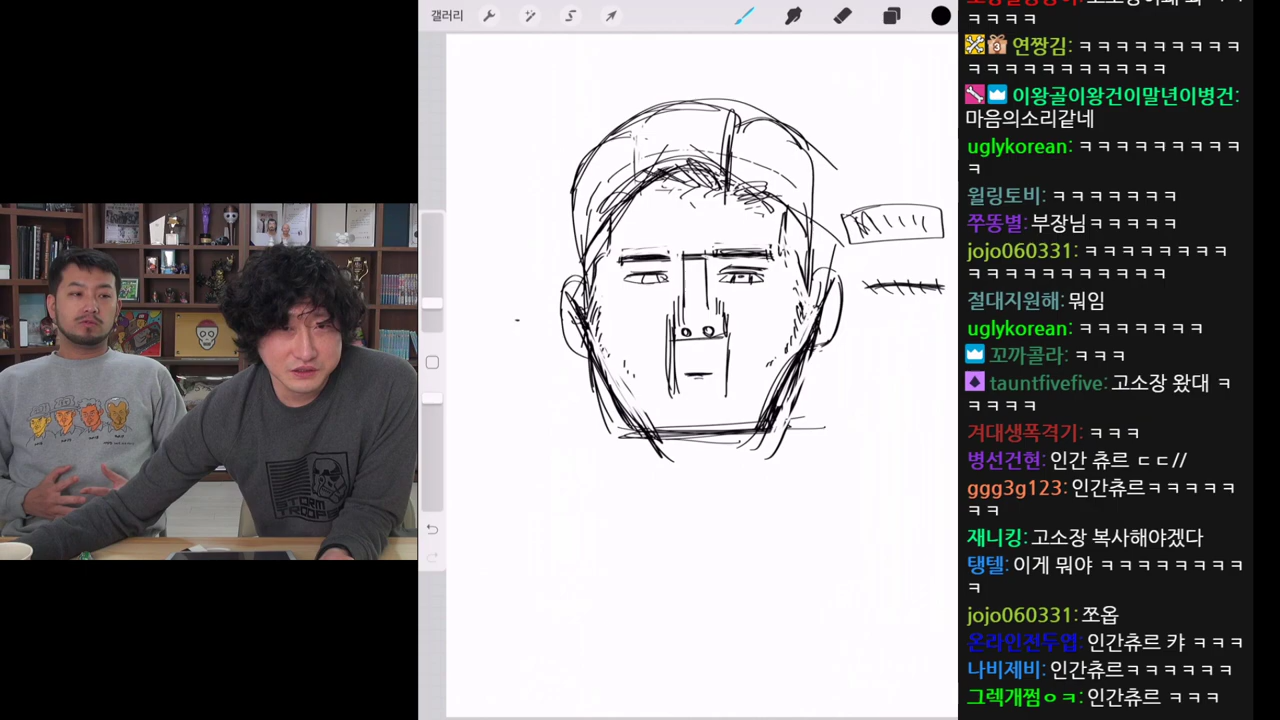 갤러리
ㅋㅋㅋㅋ
연짱김: ㅋㅋㅋㅋㅋㅋㅋㅋㅋ
ㅋㅋㅋㅋㅋㅋㅋㅋㅋㅋㅋ
이왕골이왕건이말년이병건:
마음의소리같네
uglykorean: ㅋㅋㅋㅋㅋㅋㅋㅋㅋ
ㅋ
윌링토비: ㅋㅋㅋㅋㅋㅋㅋ
쭈똥별: 부장님ㅋㅋㅋㅋㅋ
jojo060331: ㅋㅋㅋㅋㅋㅋㅋㅋ
ㅋㅋㅋㅋㅋㅋㅋㅋㅋㅋㅋ
절대지원해: 뭐임
uglykorean: ㅋㅋㅋㅋㅋㅋㅋ
꼬까콜라: ㅋㅋㅋ
tauntfivefive: 고소장 왔대 ㅋ
ㅋㅋㅋㅋ
겨대생폭격기: ㅋㅋㅋ
병선건현: 인간 츄르 ㄷㄷ//
ggg3g123: 인간츄르ㅋㅋㅋㅋㅋ
ㅋㅋ
재니킹: 고소장 복사해야겠다
탱텔: 이게 뭐야 ㅋㅋㅋㅋㅋㅋㅋㅋ
ㅋ
jojo060331: 쪼옵
온라인전두엽: 인간츄르 캬 ㅋㅋㅋ
나비제비: 인간츄르ㅋㅋㅋㅋㅋㅋ
그렉개쩜ㅇㅋ: 인간츄르 ㅋㅋㅋ
STORM
TROOPER